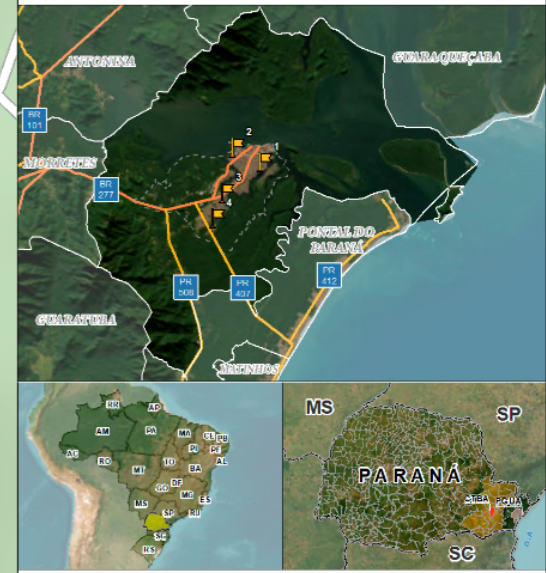 ANTONINA
GUARAQUEÇABA
BR
101
2
1
MORRETES
3
BR
277
4
PONTAL DO
PARANÁ
PR
508
PR
407
PR
412
GUARATUBA
MATINHOS
RR
AP
AM
PA
MA
CE
PB
PI
PE
AC
TO
AL
RO
MT
BA
DF
GO
MG
ES
MS
SP
RJ
SC
RS
MS
SP
PARANÁ
CTBA
PGUÁ
SC